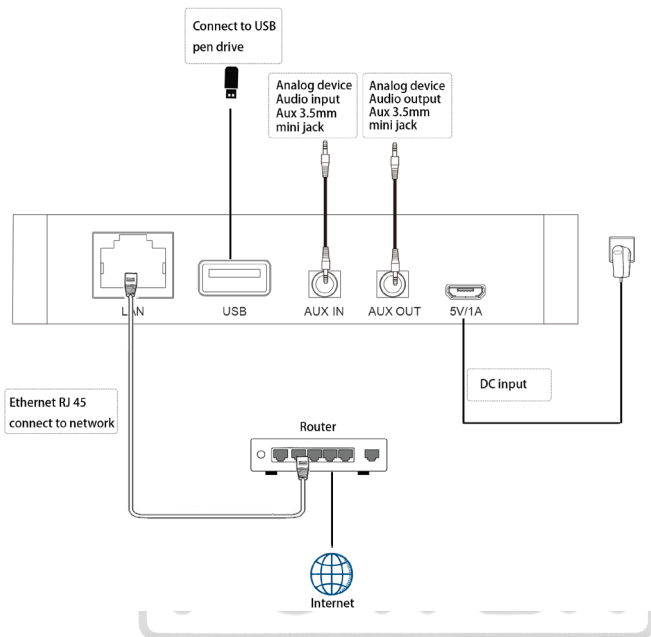 Connect to USB
pen drive
Analog device
Audio input
Aux 3.5mm
mini jack
Analog device
Audio output
Aux 3.5mm
mini jack
LAN
USB
AUX IN
AUX OUT
5V/1A
DC input
Ethernet RJ 45
connect to network
Router
Internet